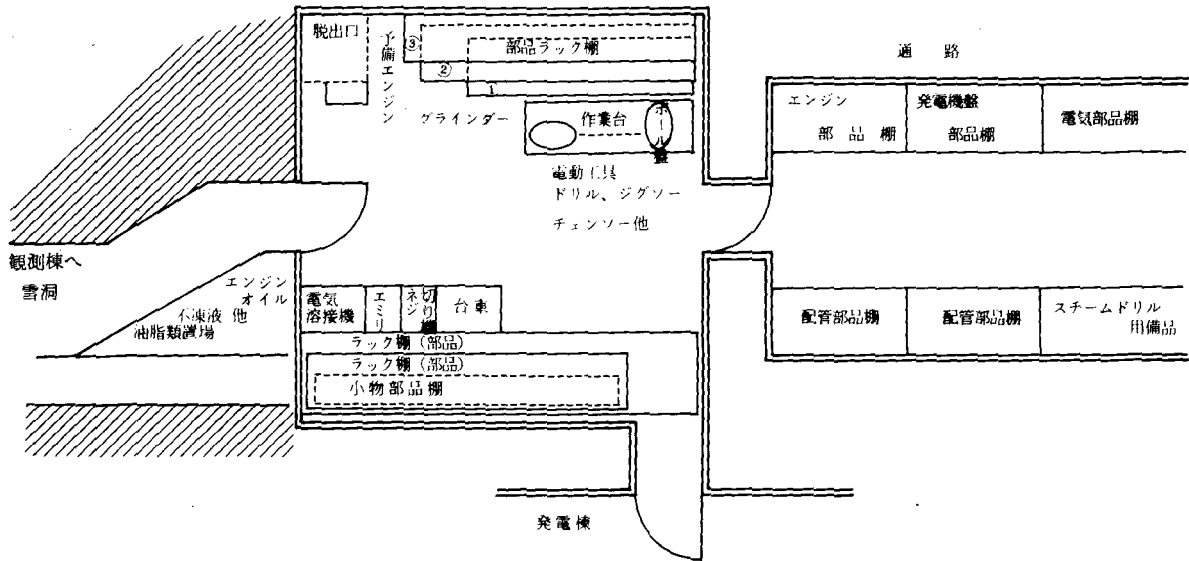 脱出口
予備エンジン
③
部品ラック棚
②
1
グラインダー
作業台
ボール盤
電動工具
ドリル、ジグソー
チェンソー他
通 路
エンジン
部 品 棚
発電機盤
部品棚
電気部品棚
観測棟へ
雪洞
エンジン
オイル
不凍液 他
油脂類置場
電気
溶接機
エミリ
ネジ
切り機
台車
ラック棚(部品)
ラック棚(部品)
小物部品棚
配管部品棚
配管部品棚
スチームドリル
用備品
発電棟